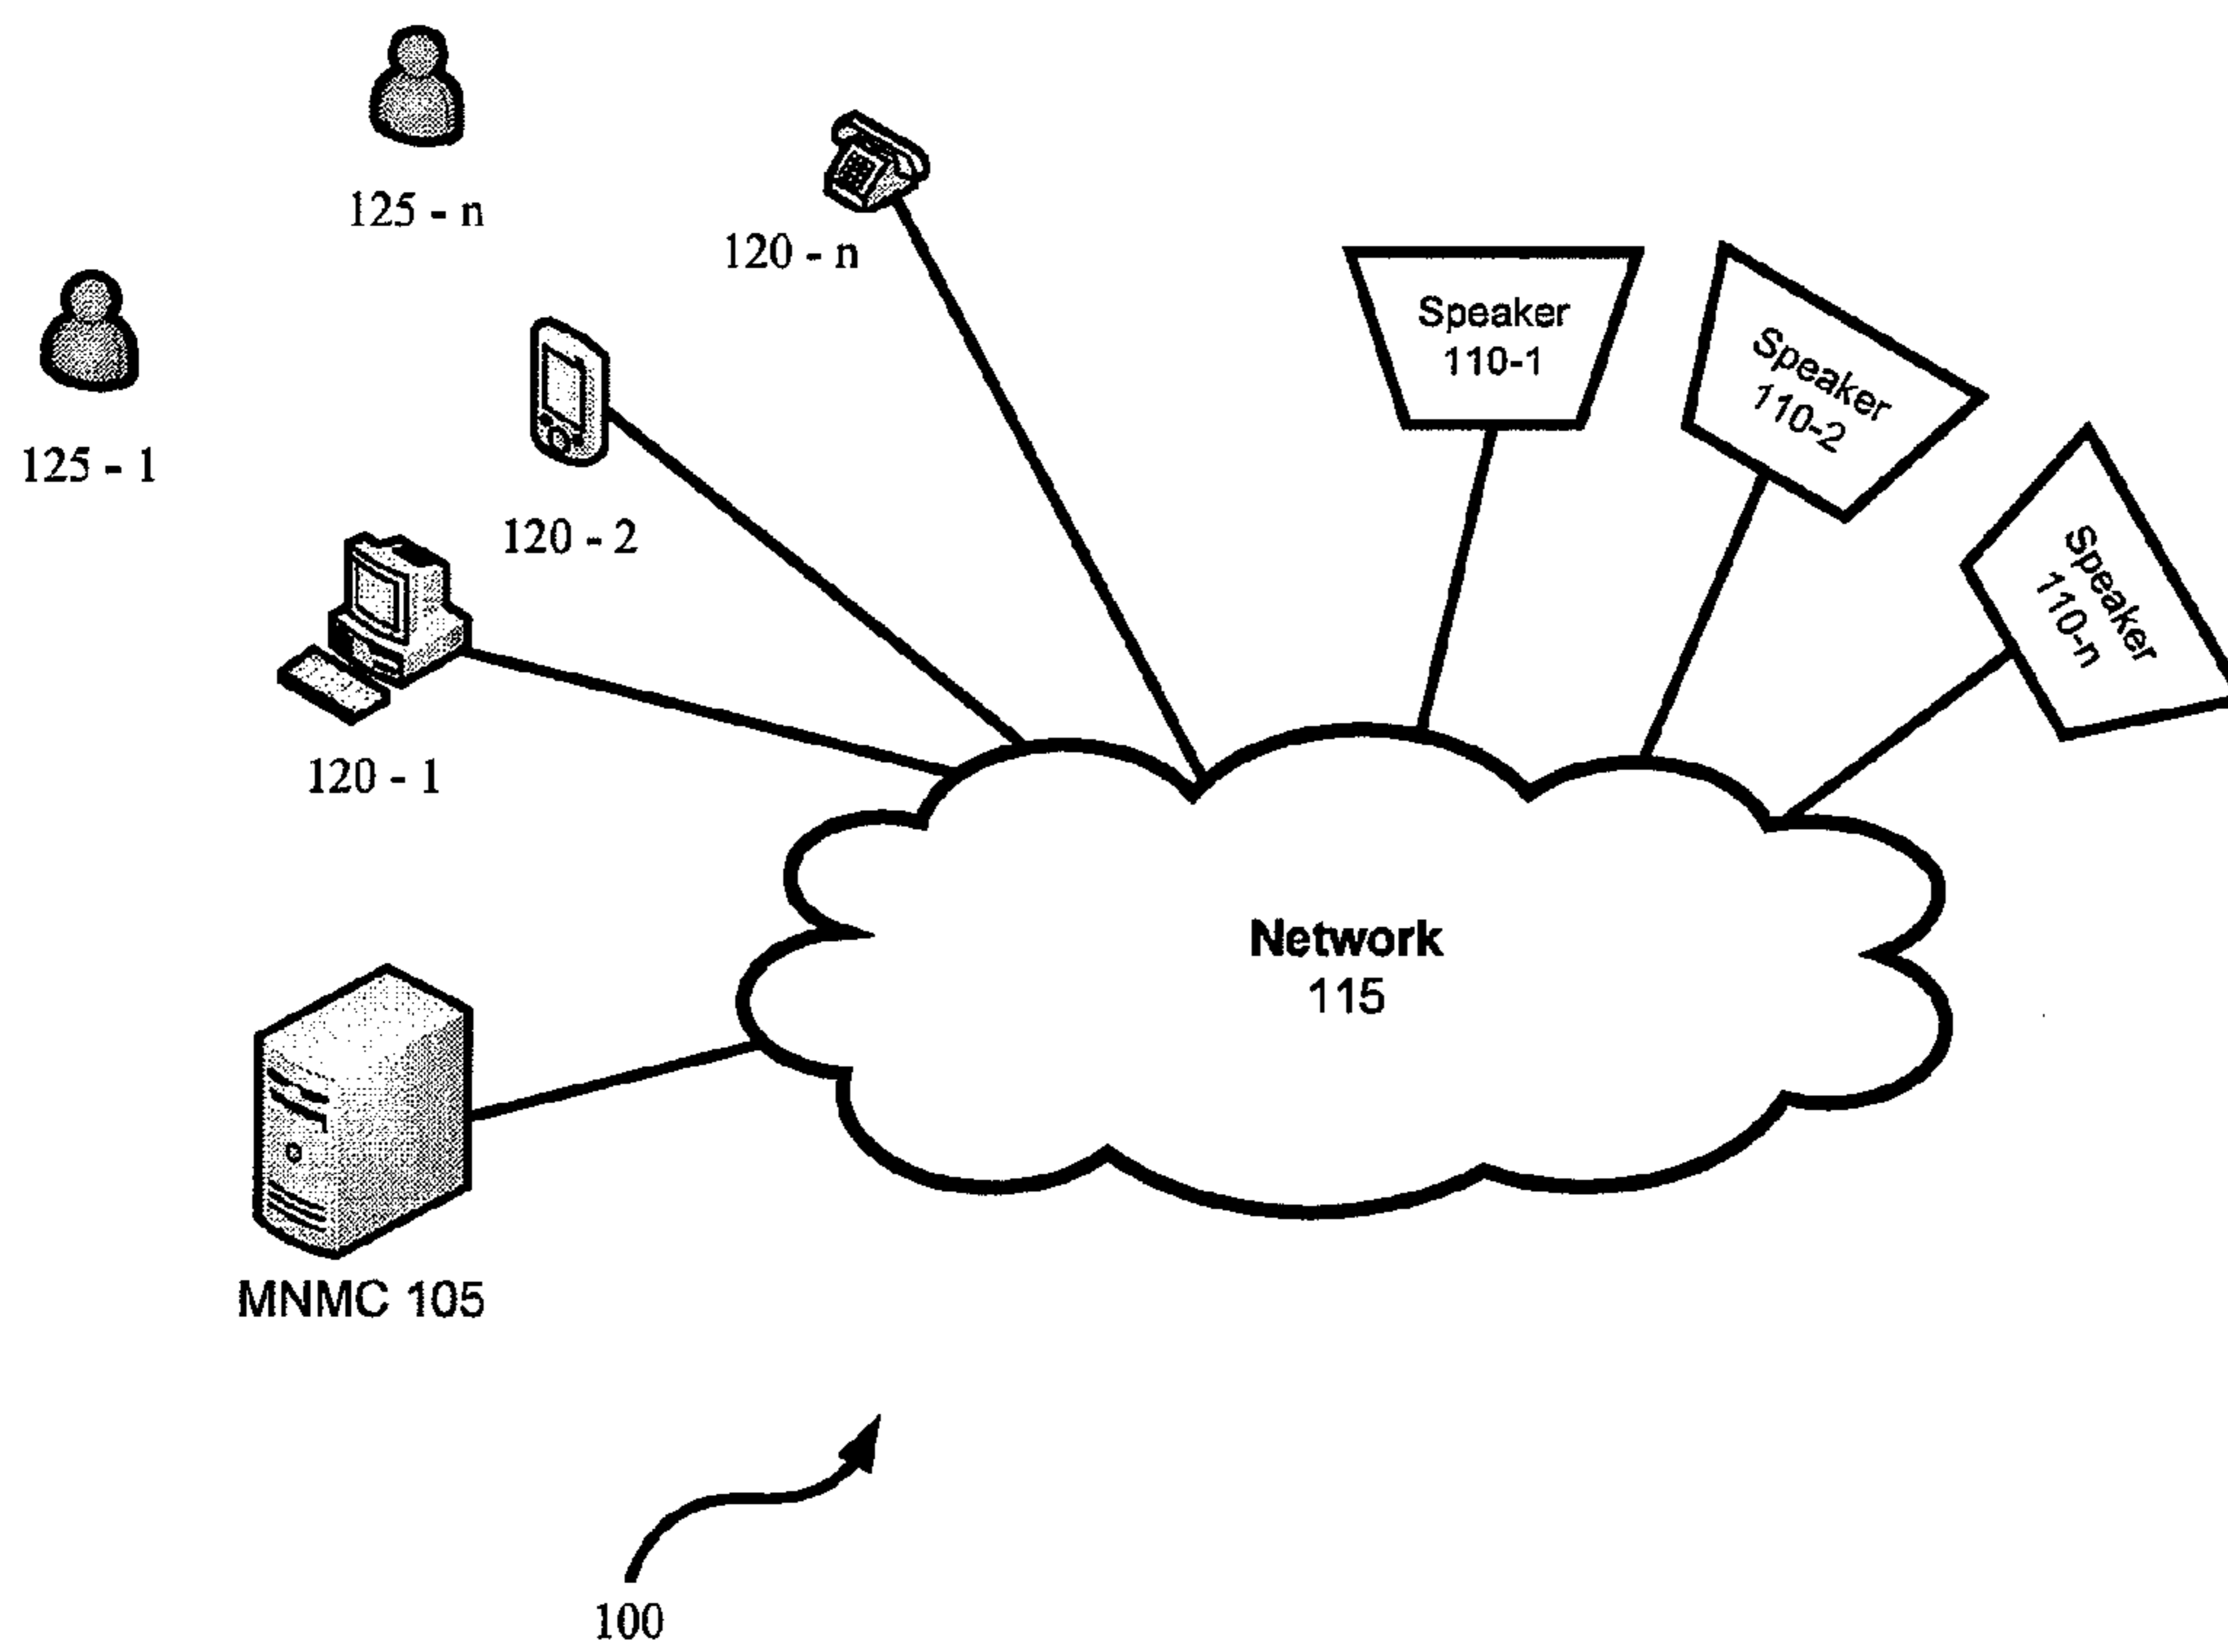 125 - n
120 - n
125 - 1
Speaker
110-1
Speaker
110-2
Speaker
110-n
120 - 2
120 - 1
Network
115
MNMC 105
100